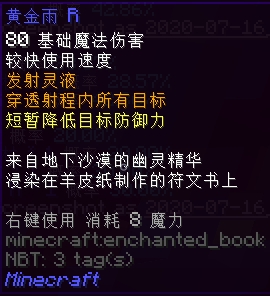 黄金雨 R
80 基础魔法伤害
较快使用速度
发射灵液
穿透射程内所有目标
短暂降低目标防御力
来自地下沙漠的幽灵精华
浸染在羊皮纸制作的符文书上
右键使用 消耗 8 魔力
minecraft:enchanted_book
NBT: 3 tag(s)
Minecraft